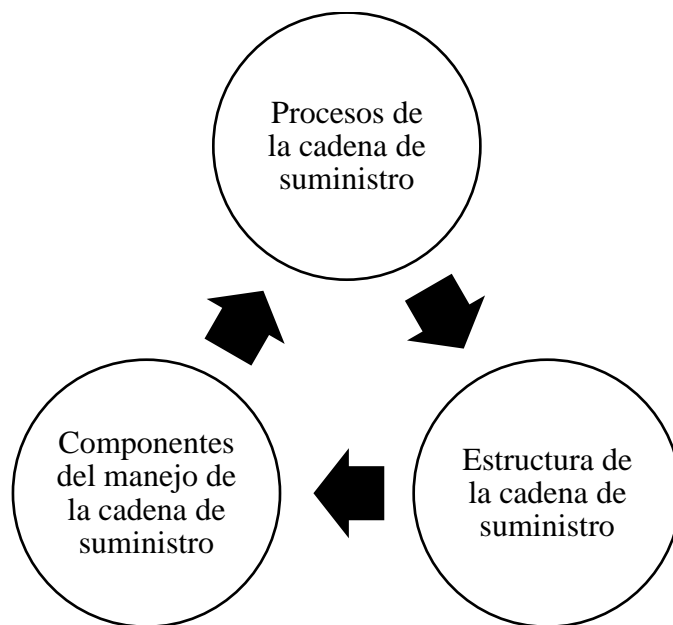 Procesos de
la cadena de
suministro
Componentes
del manejo de
la cadena de
suministro
Estructura de
la cadena de
suministro